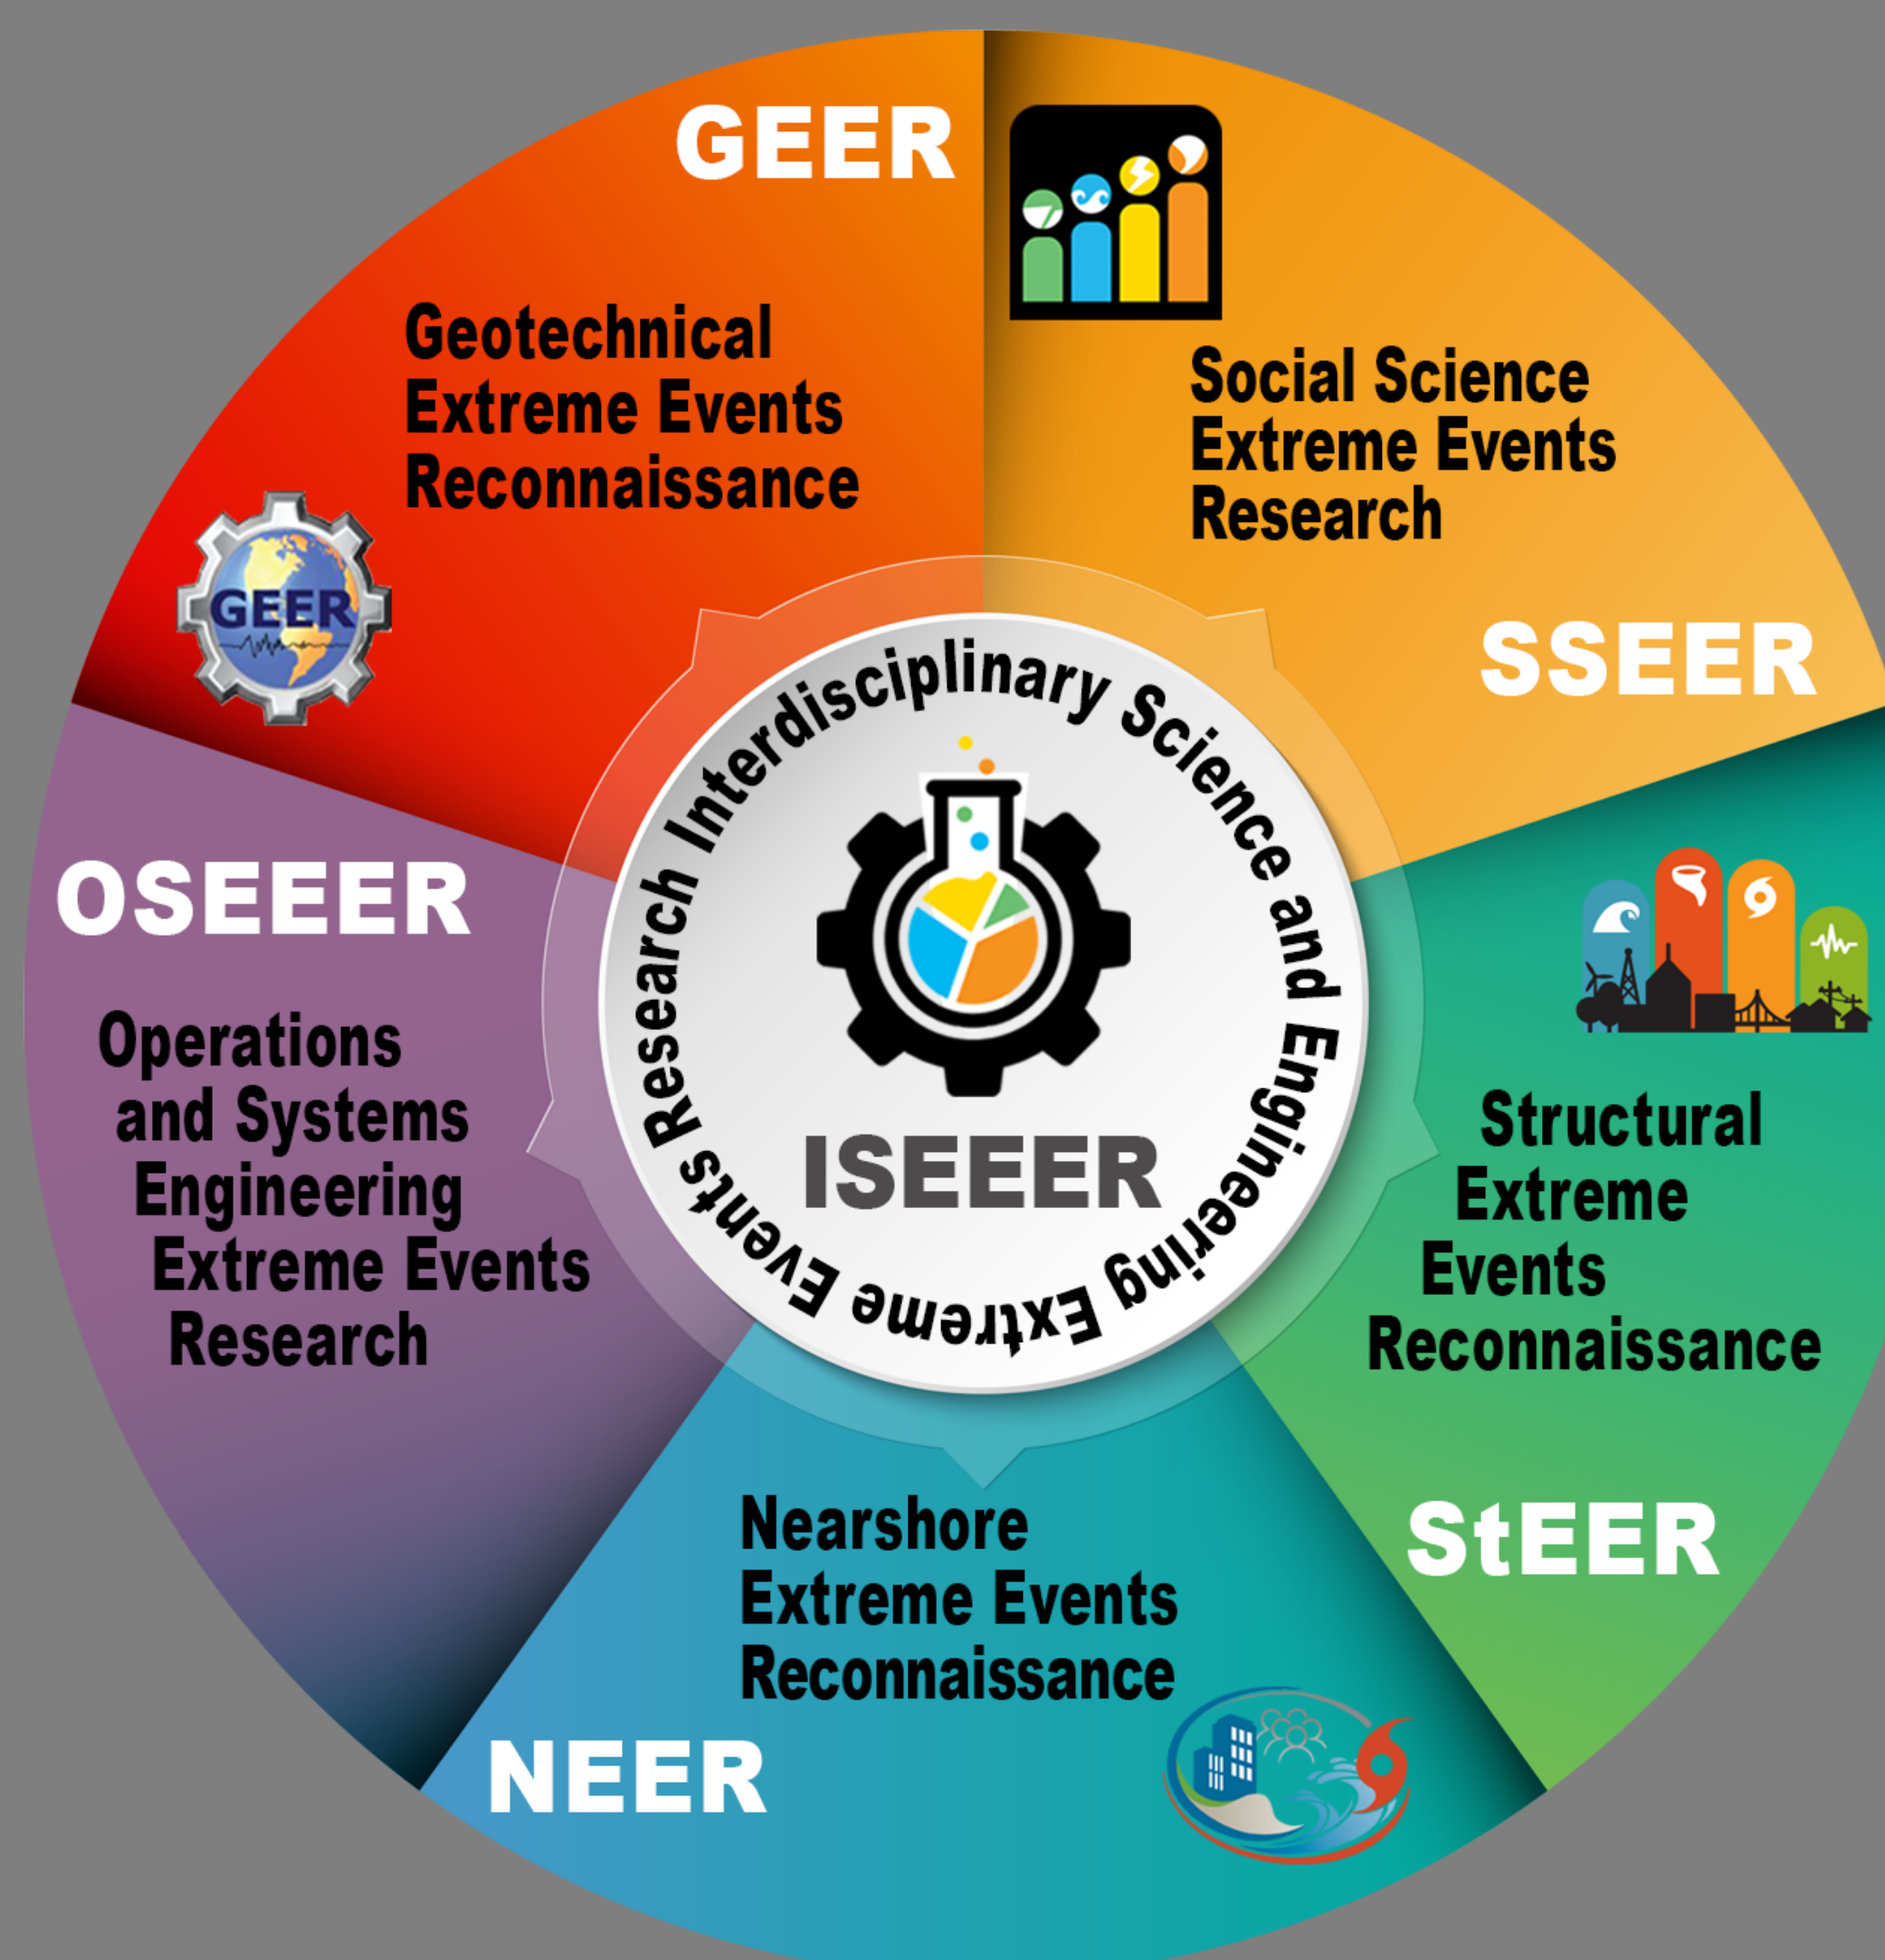 GEER
Geotechnical
Extreme Events
Reconnaissance
GEER
Social Science
Extreme Events
Research
SSEER
OSEEER
Operations
and Systems
Engineering
Extreme Events
Research
Interdisciplinary Science and Engineering Extreme Events Research
ISEEER
Structural
Extreme
Events
Reconnaissance
StEER
Nearshore
Extreme Events
Reconnaissance
NEER